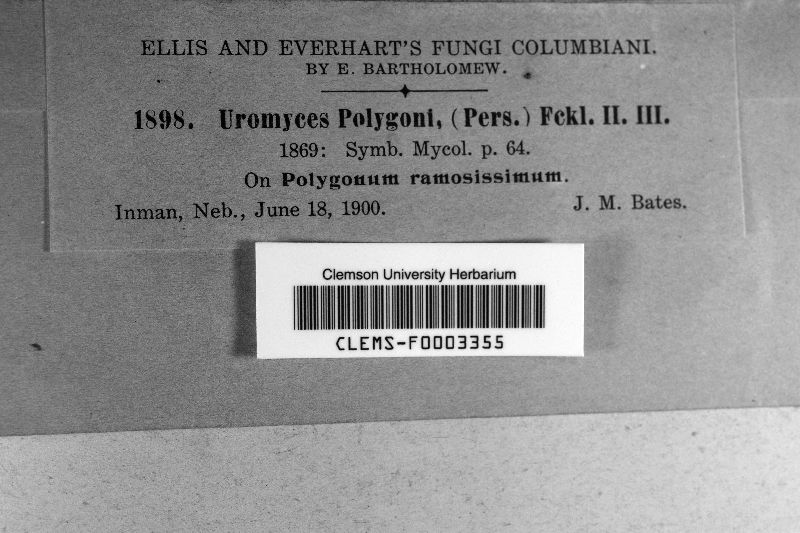 ELLIS AND EVERHART'S FUNGI COLUMBIANI.
BY E. BARTHOLOMEW.
1898. Uromyces Polygoni, (Pers.) Fckl. II. III.
1869: Symb. Mycol. p. 64.
On Polygonum ramosissimum.
Inman, Neb., June 18, 1900. J. M. Bates.
Clemson University Herbarium
CLEMS-F0003355